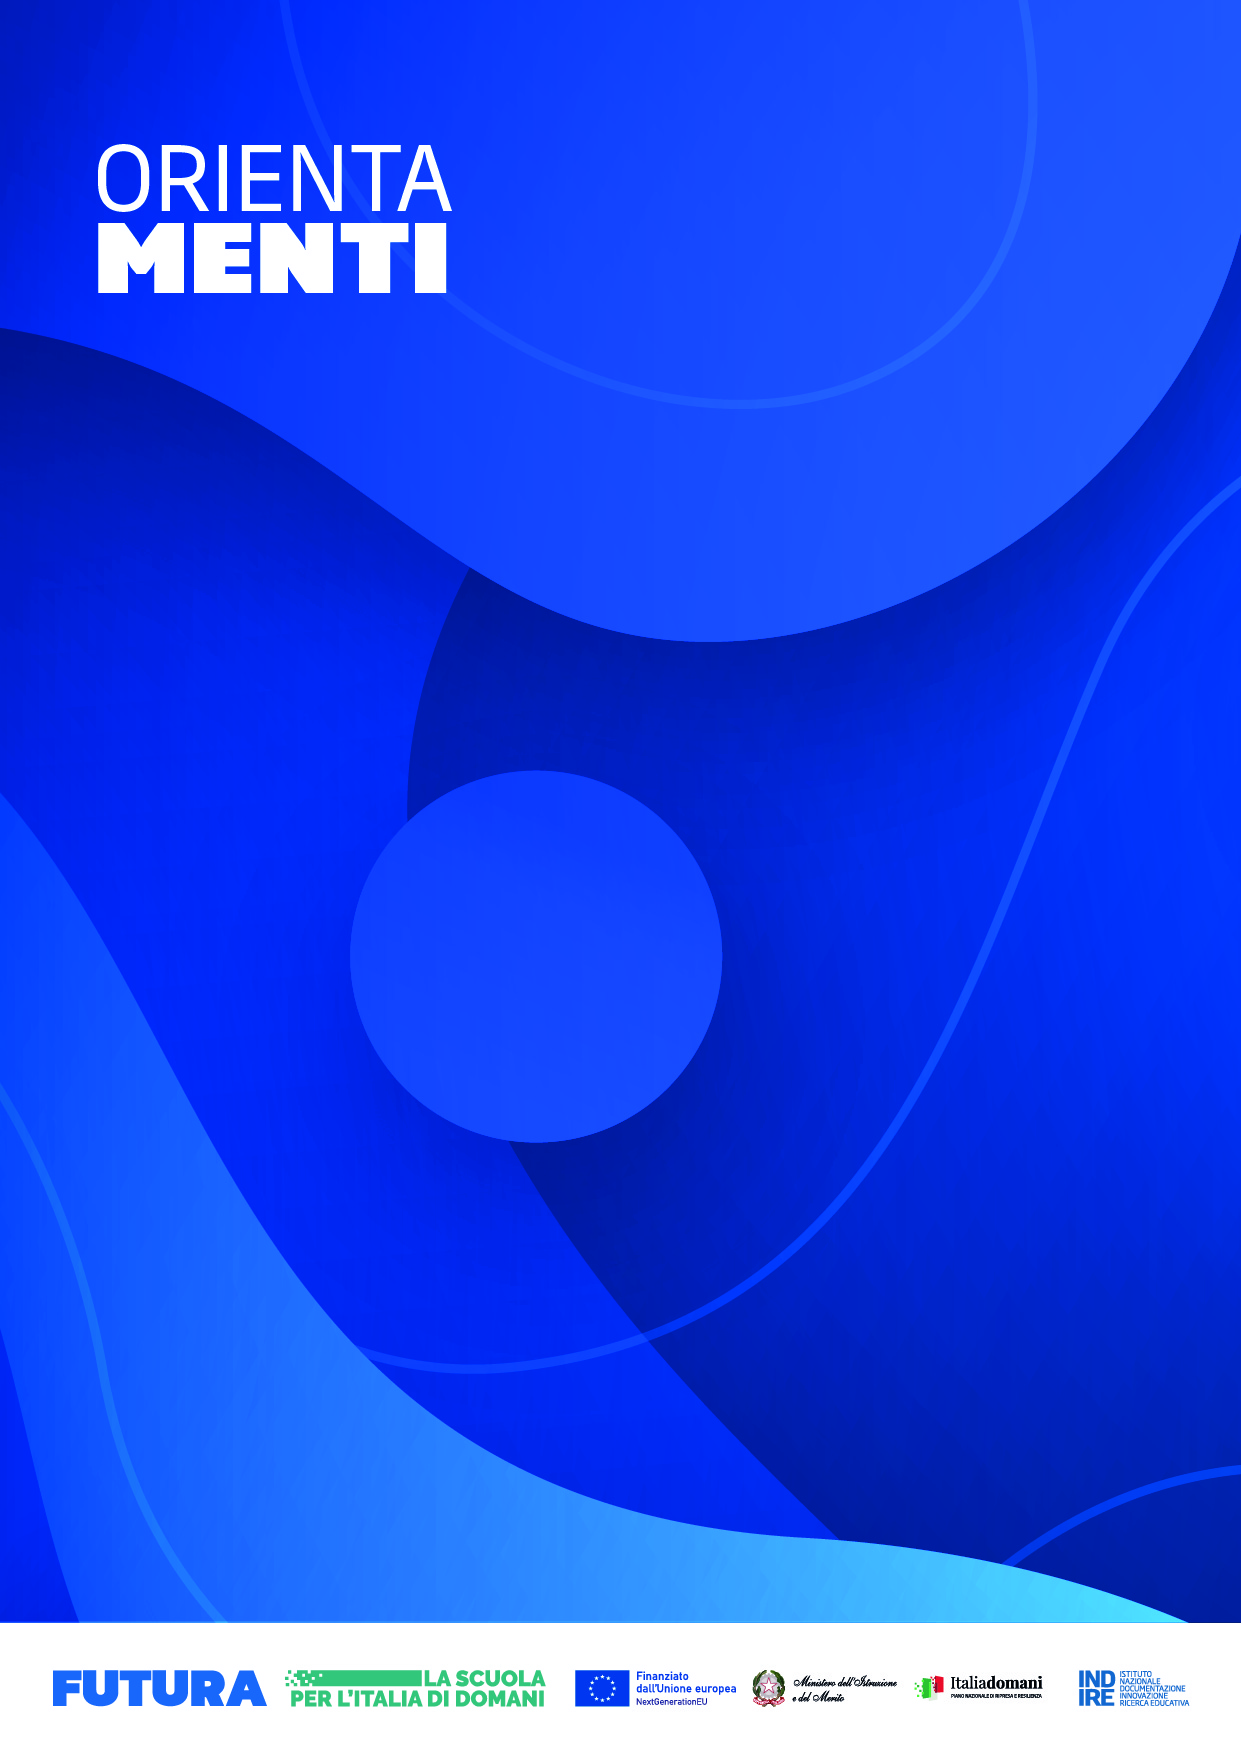 ORIENTA
MENTI
FUTURA
LA SCUOLA
PER L'ITALIA DI DOMANI
Finanziato
dall'Unione europea
NextGenerationEU
Ministero dell'Istruzione
e del Merito
Italiadomani
PIANO NAZIONALE DI RIPRESA E RESILIENZA
IND
IRE
ISTITUTO
NAZIONALE
DOCUMENTAZIONE
INNOVAZIONE
RICERCA EDUCATIVA